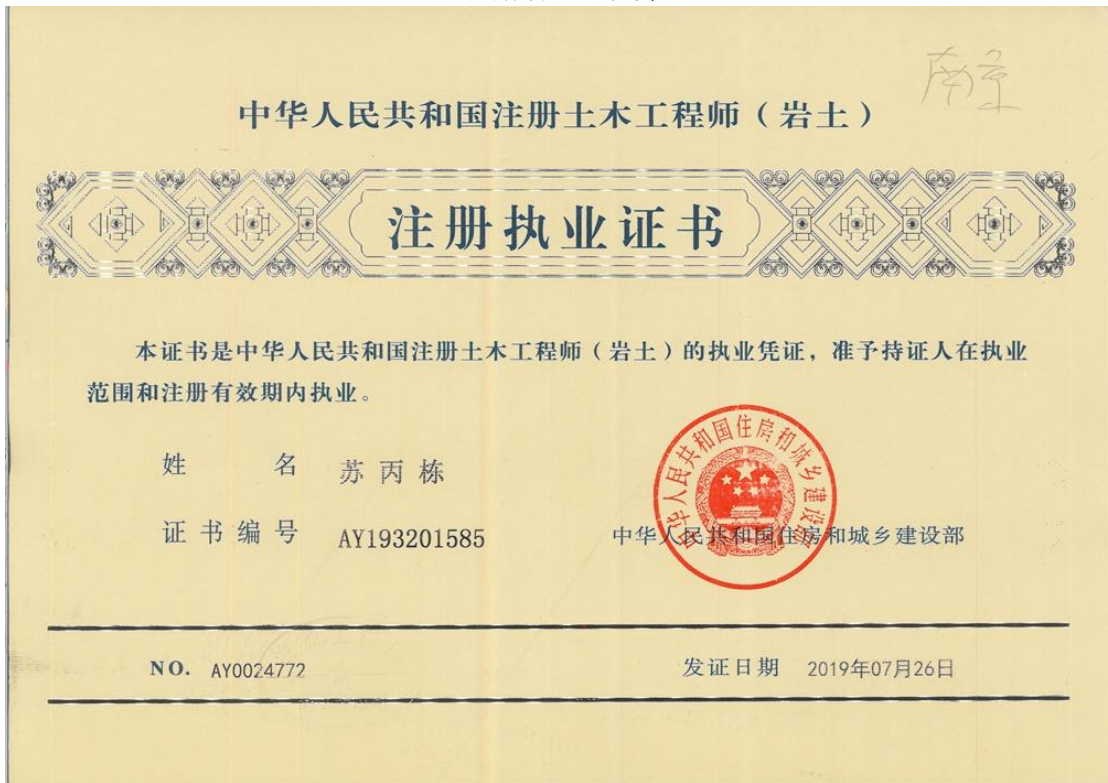 南京
中华人民共和国注册土木工程师（岩土）
注册执业证书
本证书是中华人民共和国注册土木工程师（岩土）的执业凭证，准予持证人在执业
范围和注册有效期内执业。
姓 名 苏丙栋
证书编号 AY193201585
中华人民共和国住房和城乡建设部
中华人民共和国住房和城乡建设部
NO. AY0024772
发证日期 2019年07月26日